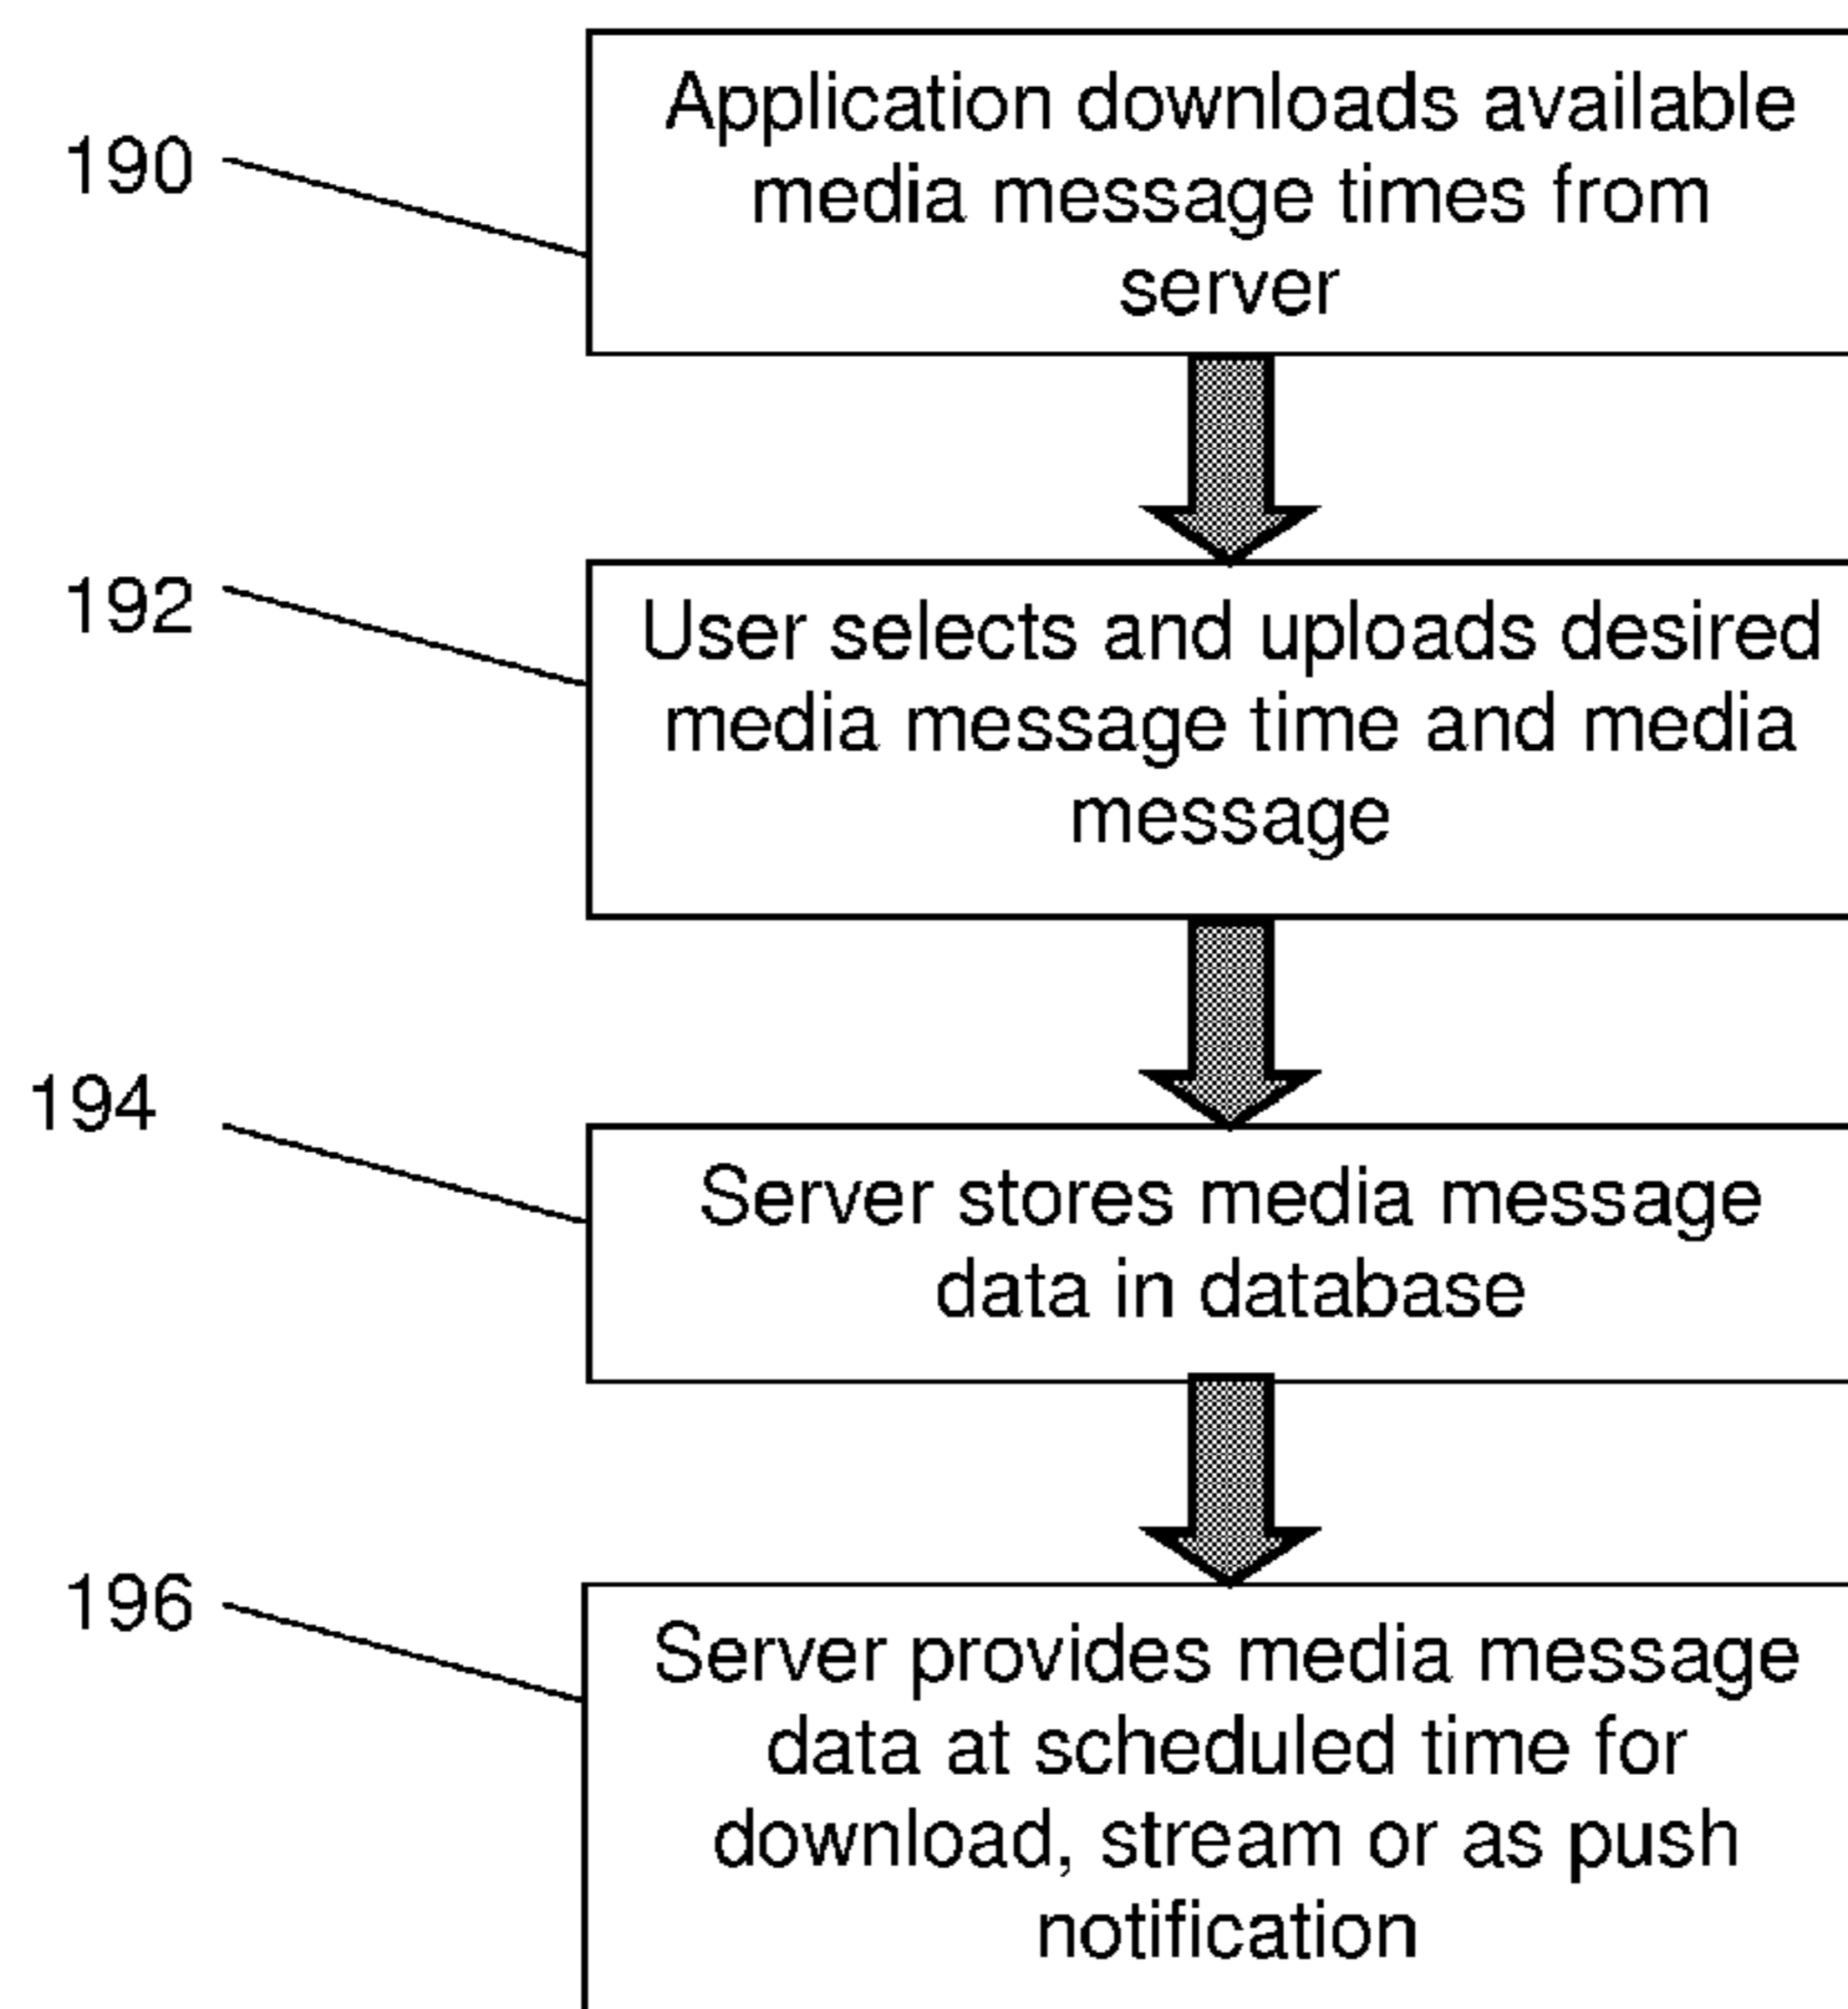 190
Application downloads available
media message times from
server
192
User selects and uploads desired
media message time and media
message
194
Server stores media message
data in database
196
Server provides media message
data at scheduled time for
download, stream or as push
notification